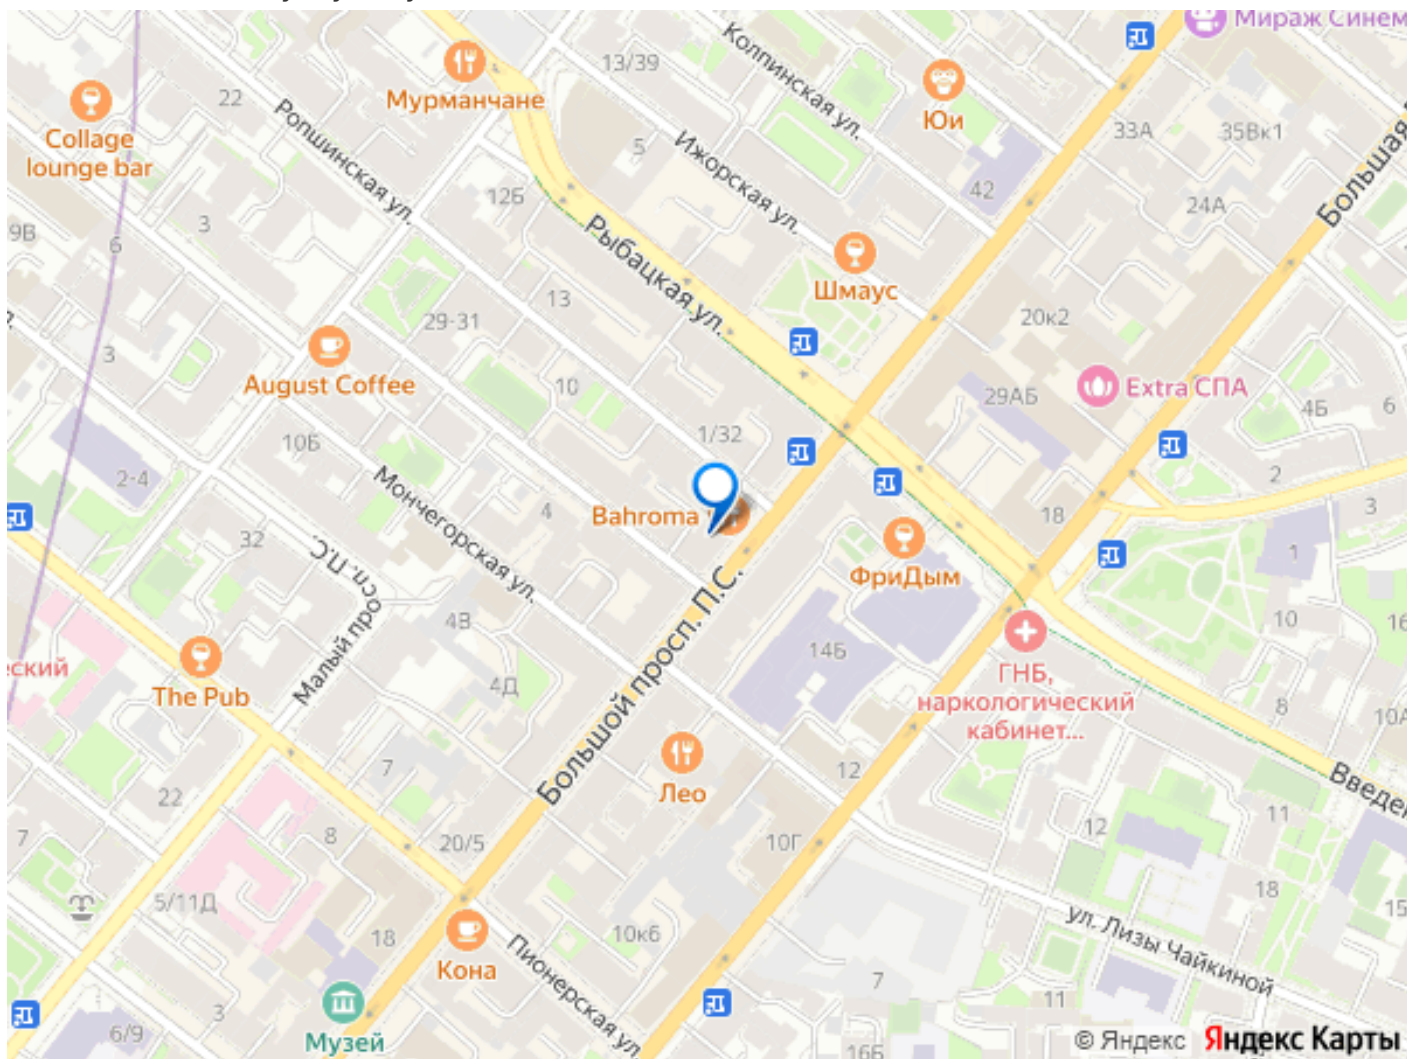 Мираж Синем
Колпинская ул.
13/39
Мурманчане
22
Collage
lounge bar
Юи
33А
35Вк1
Ропшинская ул.
5
Ижорская ул.
42
Большая
12Б
24А
3
9В
6
Рыбацкая ул.
Шмаус
13
29-31
20к2
3
August Coffee
10
29АБ
Extra СПА
4Б
6
1/32
10Б
2-4
2
Мончегорская ул.
4
Bahroma
18
3
32
ФриДым
1
Малый просп. П.С.
4В
10
16
14Б
ский
The Pub
4Д
ГНБ,
наркологический
кабинет...
8
10А
Большой просп. П.С.
7
Лео
12
Введен
22
11
7
8
20/5
10Г
12
5/11Д
18
15
18
10к6
ул. Лизы Чайкиной
Кона
Пионерская ул.
7
11
3
6/9
Музей
16Б
© Яндекс Яндекс Карты